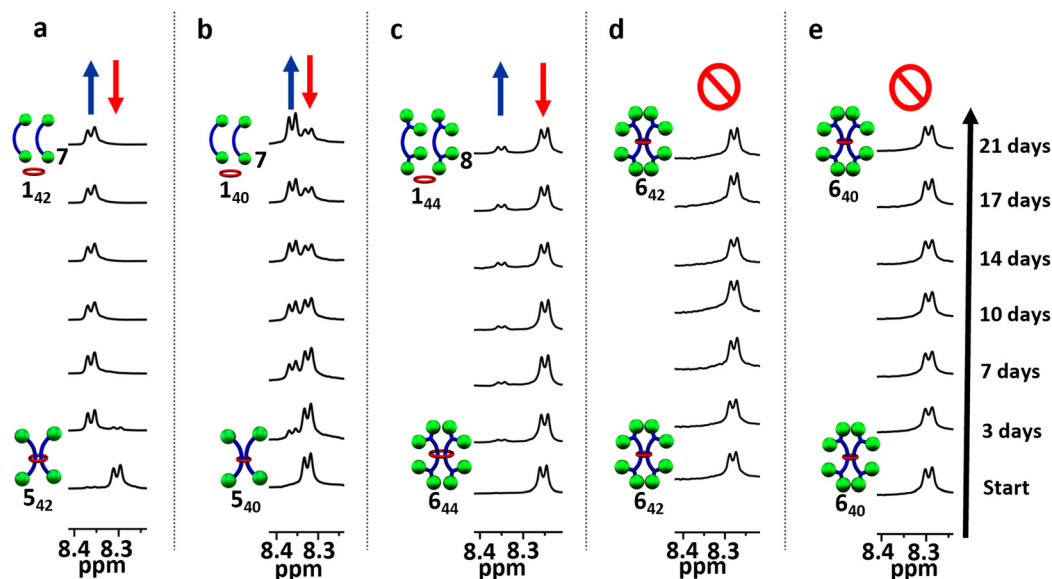 a
b
c
d
e
7
1₄₂
7
1₄₀
8
1₄₄
6₄₂
6₄₀
21 days
17 days
14 days
10 days
7 days
3 days
Start
5₄₂
5₄₀
6₄₄
6₄₂
6₄₀
8.4 8.3
ppm
8.4 8.3
ppm
8.4 8.3
ppm
8.4 8.3
ppm
8.4 8.3
ppm